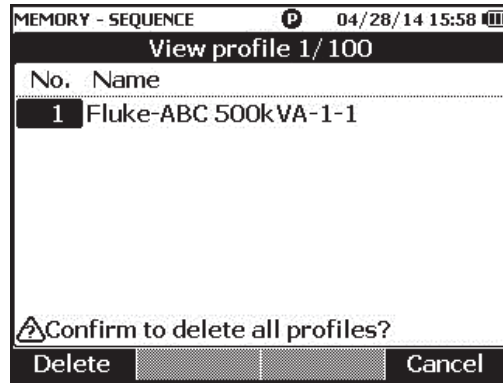 MEMORY - SEQUENCE P 04/28/14 15:58
View profile 1/100
No. Name
1 Fluke-ABC 500kVA-1-1
Confirm to delete all profiles?
Delete Cancel